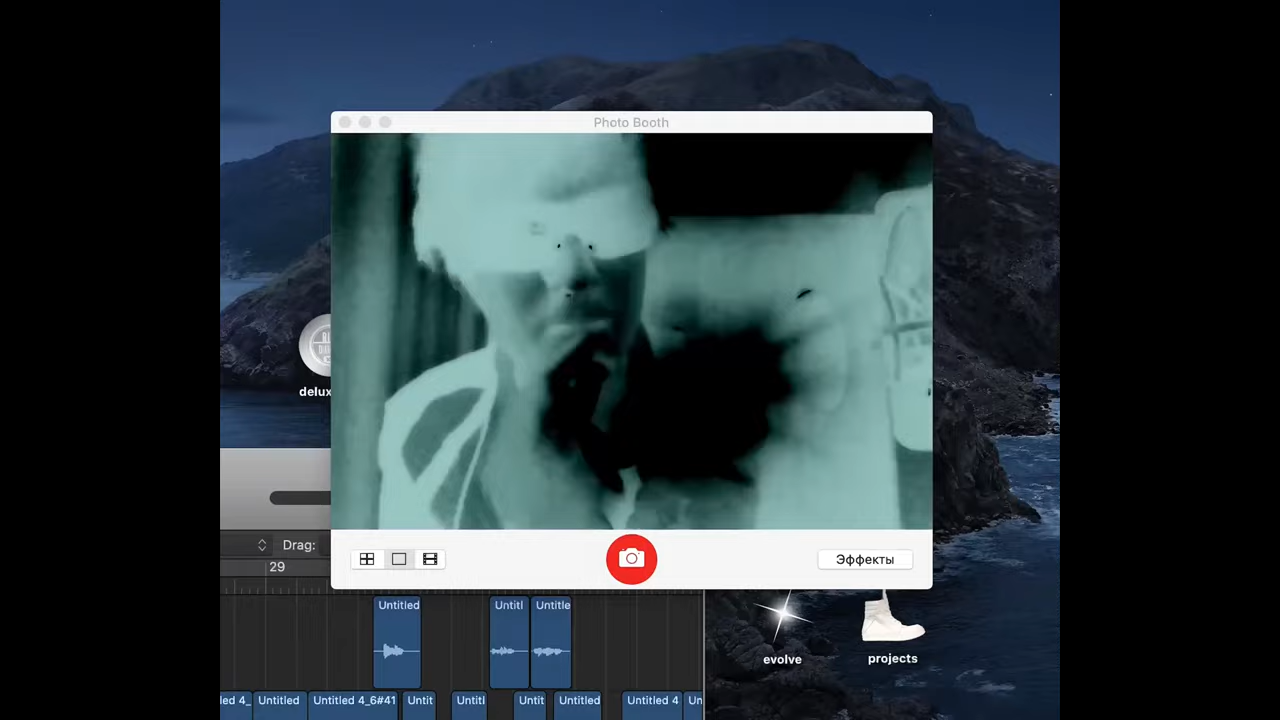 Photo Booth
delux
Drag:
29
Эффекты
Untitled
Untitl
Untitle
evolve
projects
ed 4_
Untitled
Untitled 4_6#41
Untit
Untitl
Untit
Untitled
Untitled 4
Un